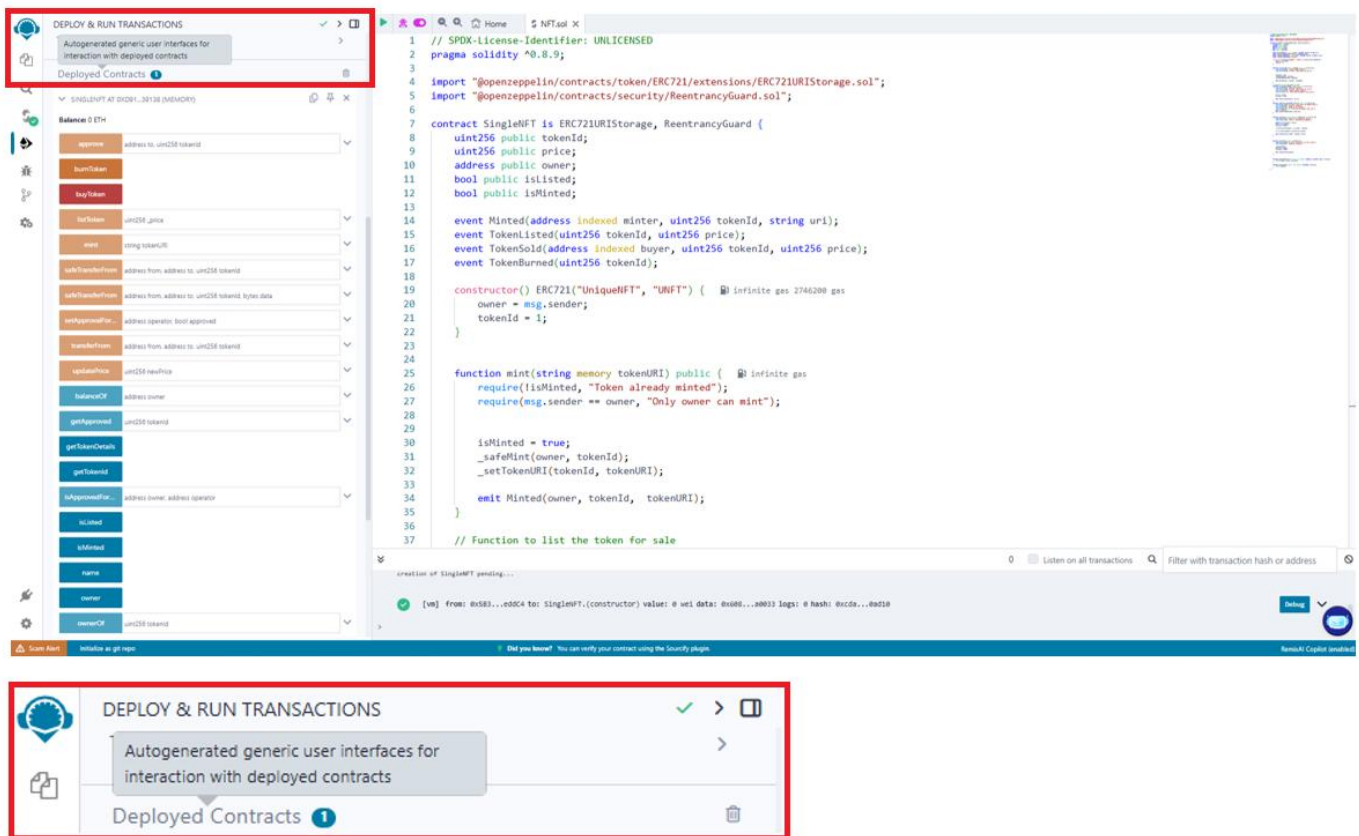 DEPLOY & RUN TRANSACTIONS
Autogenerated generic user interfaces for
interaction with deployed contracts
Deployed Contracts 1
SINGLENFT AT 0XD91...39138 (MEMORY)
Balance: 0 ETH
approve address to, uint256 tokenId
burnToken
buyToken
listToken uint256 _price
mint string tokenURI
safeTransferFrom address from, address to, uint256 tokenId
safeTransferFrom address from, address to, uint256 tokenId, bytes data
setApprovalFor... address operator, bool approved
transferFrom address from, address to, uint256 tokenId
updatePrice uint256 newPrice
balanceOf address owner
getApproved uint256 tokenId
getTokenDetails
getTokenId
isApprovedFor... address owner, address operator
isListed
isMinted
name
owner
ownerOf uint256 tokenId
Home
NFT.sol
1 // SPDX-License-Identifier: UNLICENSED
2 pragma solidity ^0.8.9;
3
4 import "@openzeppelin/contracts/token/ERC721/extensions/ERC721URIStorage.sol";
5 import "@openzeppelin/contracts/security/ReentrancyGuard.sol";
6
7 contract SingleNFT is ERC721URIStorage, ReentrancyGuard {
8 uint256 public tokenId;
9 uint256 public price;
10 address public owner;
11 bool public isListed;
12 bool public isMinted;
13
14 event Minted(address indexed minter, uint256 tokenId, string uri);
15 event TokenListed(uint256 tokenId, uint256 price);
16 event TokenSold(address indexed buyer, uint256 tokenId, uint256 price);
17 event TokenBurned(uint256 tokenId);
18
19 constructor() ERC721("UniqueNFT", "UNFT") { infinite gas 2746200 gas
20 owner = msg.sender;
21 tokenId = 1;
22 }
23
24
25 function mint(string memory tokenURI) public { infinite gas
26 require(!isMinted, "Token already minted");
27 require(msg.sender == owner, "Only owner can mint");
28
29
30 isMinted = true;
31 _safeMint(owner, tokenId);
32 _setTokenURI(tokenId, tokenURI);
33
34 emit Minted(owner, tokenId, tokenURI);
35 }
36
37 // Function to list the token for sale
0 Listen on all transactions Filter with transaction hash or address
creation of SingleNFT pending...
[vm] from: 0x5B3...eddC4 to: SingleNFT.(constructor) value: 0 wei data: 0x608...a0033 logs: 0 hash: 0xcda...0ad10
Debug
>
Scam Alert Initialize as git repo Did you know? You can verify your contract using the Sourcify plugin. RemixAI Copilot (enabled)
DEPLOY & RUN TRANSACTIONS
Autogenerated generic user interfaces for
interaction with deployed contracts
Deployed Contracts 1